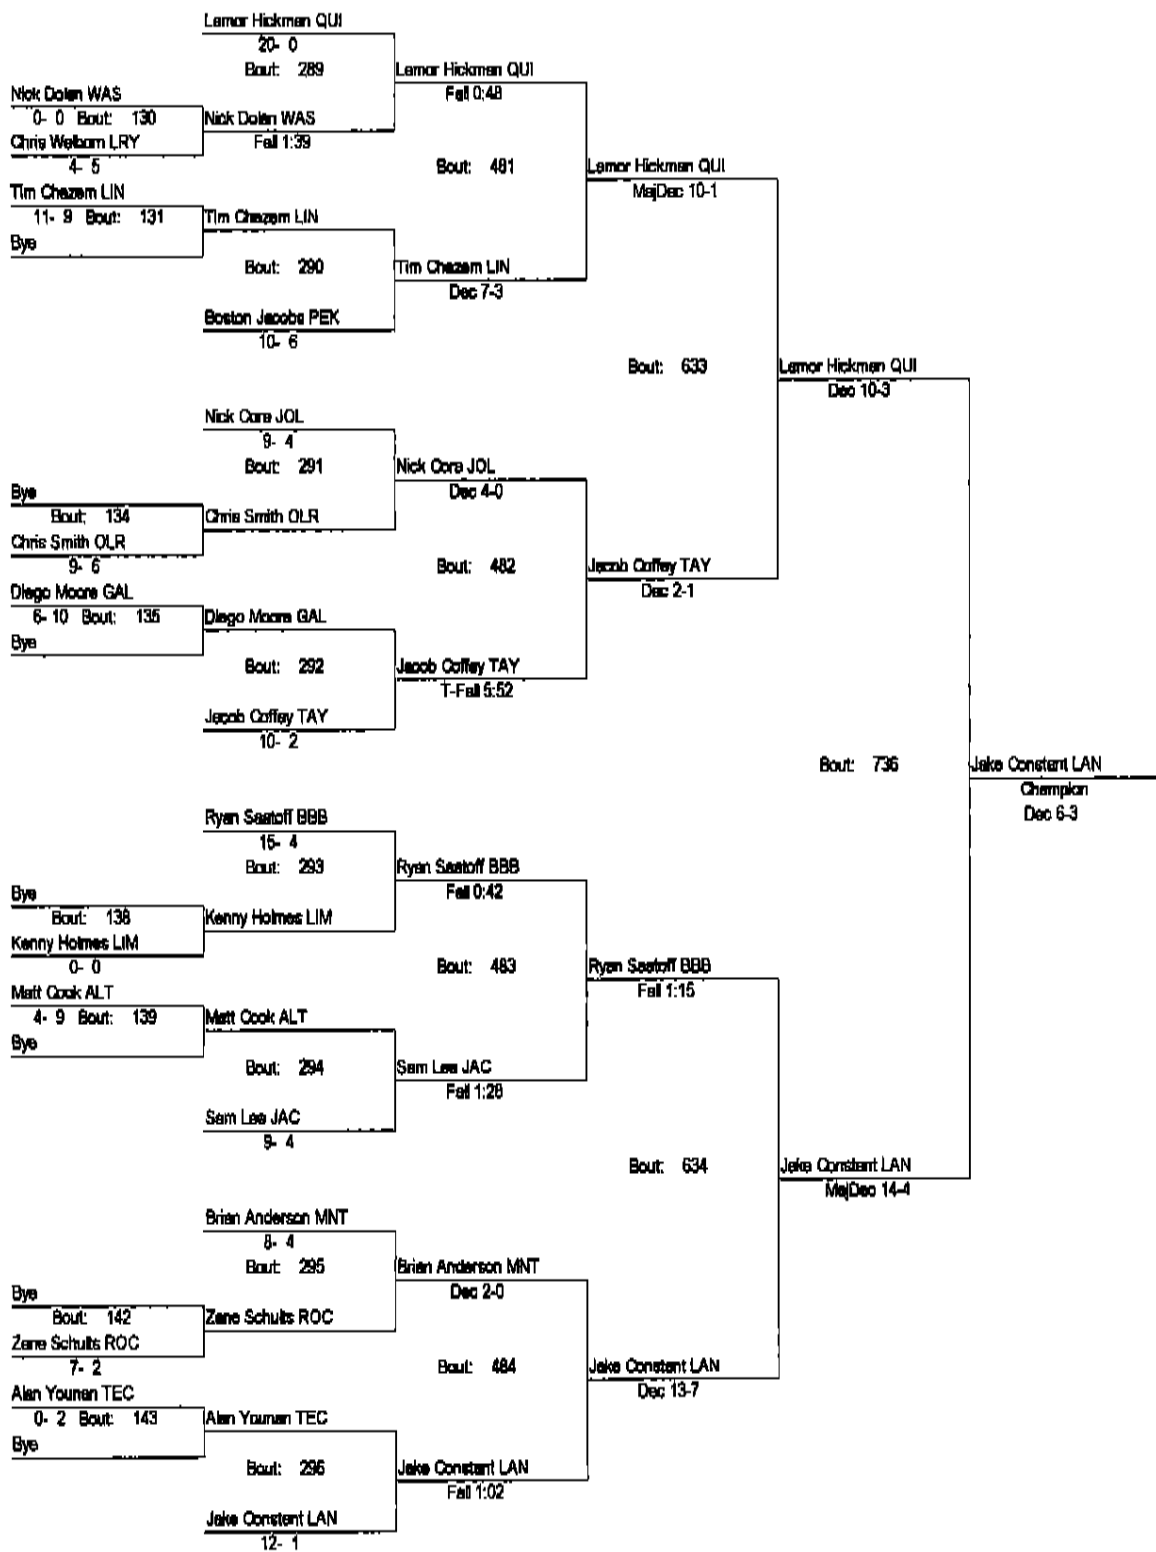 Lamar Hickman QUI
20- 0
Bout: 289
Lamar Hickman QUI
Fall 0:48
Nick Dolan WAS
0- 0 Bout: 130
Nick Dolan WAS
Fall 1:39
Chris Welborn LRY
4- 5
Bout: 481
Lamar Hickman QUI
MajDec 10-1
Tim Chazem LIN
11- 9 Bout: 131
Tim Chazem LIN
Bye
Bout: 290
Tim Chazem LIN
Dec 7-3
Boston Jacobs PEK
10- 6
Bout: 633
Lamar Hickman QUI
Dec 10-3
Nick Cora JOL
9- 4
Bout: 291
Nick Cora JOL
Dec 4-0
Bye
Bout: 134
Chris Smith OLR
Chris Smith OLR
9- 6
Bout: 482
Jacob Coffey TAY
Dec 2-1
Diego Moore GAL
6- 10 Bout: 135
Diego Moore GAL
Bye
Bout: 292
Jacob Coffey TAY
T-Fall 5:52
Jacob Coffey TAY
10- 2
Bout: 736
Jake Constant LAN
Champion
Dec 6-3
Ryan Saatoff BBB
15- 4
Bout: 293
Ryan Saatoff BBB
Fall 0:42
Bye
Bout: 138
Kenny Holmes LIM
Kenny Holmes LIM
0- 0
Bout: 483
Ryan Saatoff BBB
Fall 1:15
Matt Cook ALT
4- 9 Bout: 139
Matt Cook ALT
Bye
Bout: 294
Sam Lee JAC
Fall 1:28
Sam Lee JAC
9- 4
Bout: 634
Jake Constant LAN
MajDec 14-4
Brian Anderson MNT
8- 4
Bout: 295
Brian Anderson MNT
Dec 2-0
Bye
Bout: 142
Zane Schults ROC
Zane Schults ROC
7- 2
Bout: 484
Jake Constant LAN
Dec 13-7
Alan Younan TEC
0- 2 Bout: 143
Alan Younan TEC
Bye
Bout: 296
Jake Constant LAN
Fall 1:02
Jake Constant LAN
12- 1